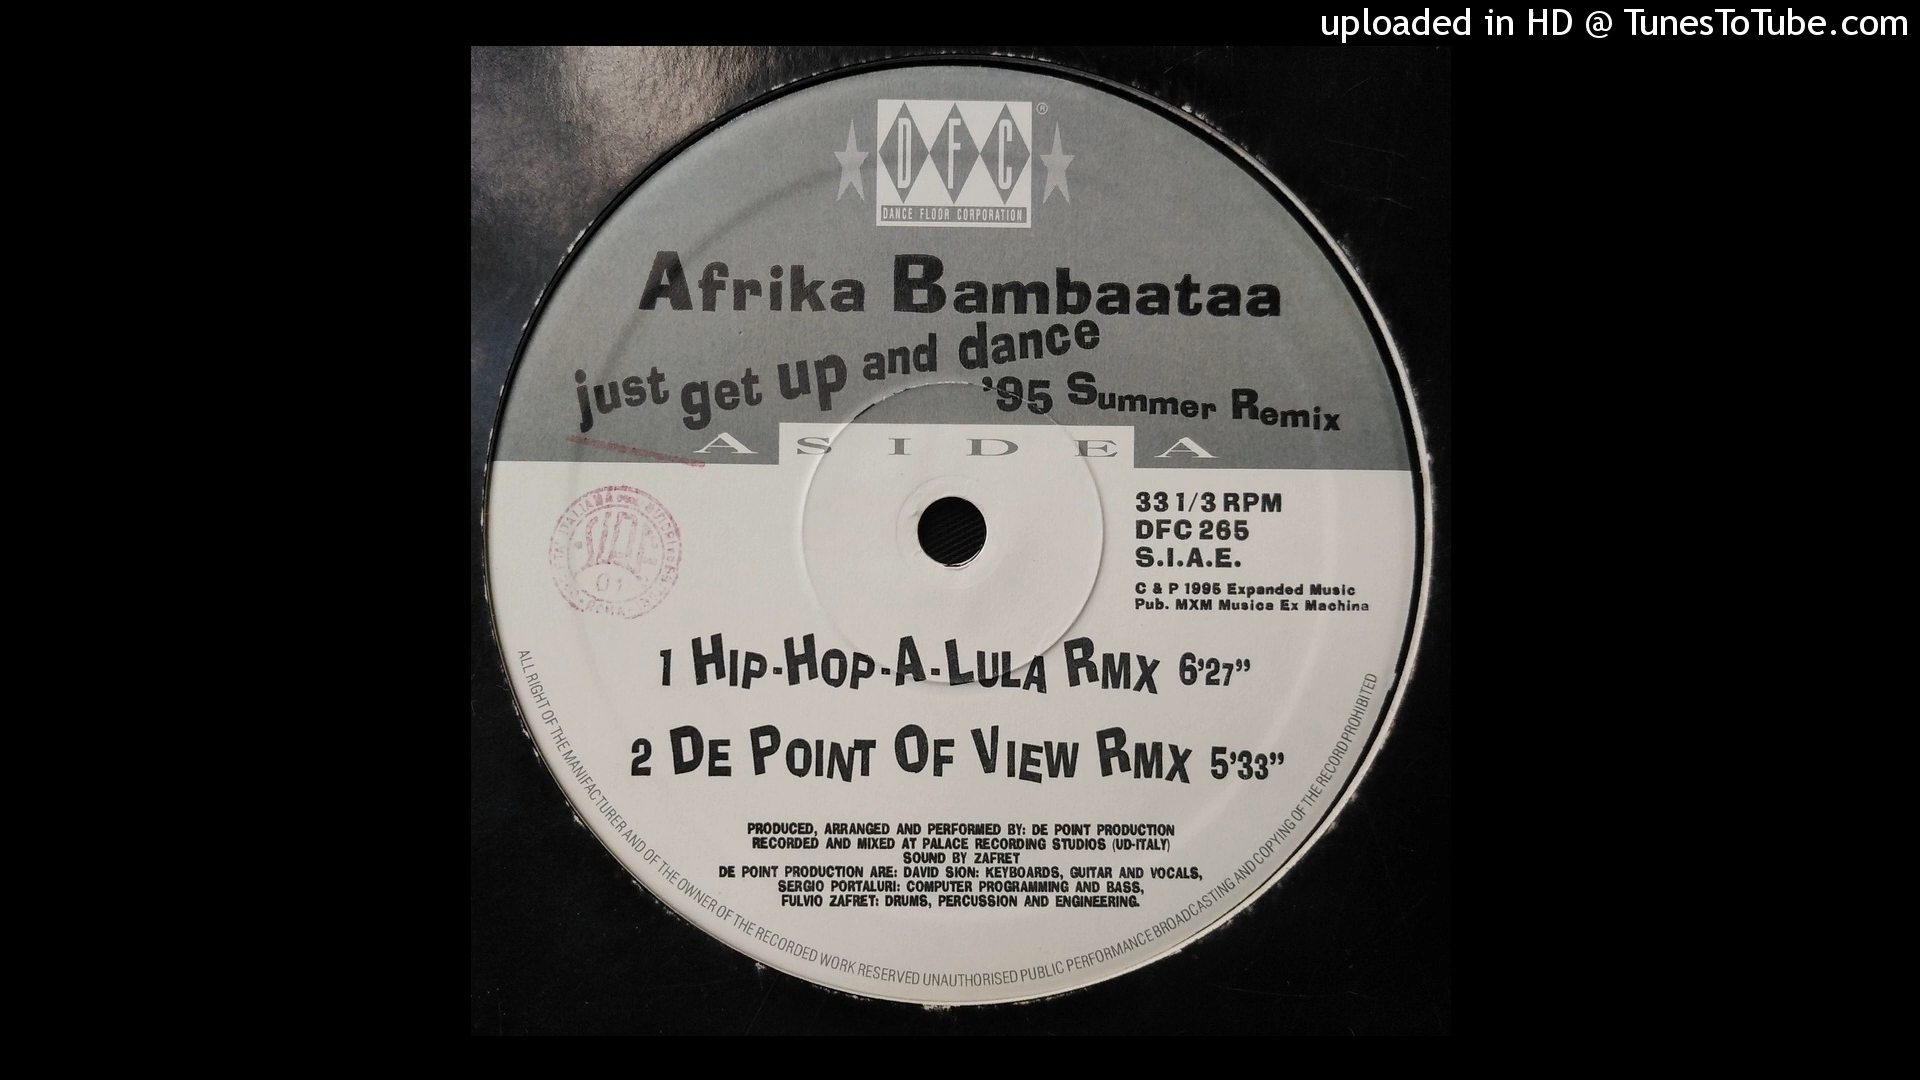 uploaded in HD @ TunesToTube.com
D F C ®
DANCE FLOOR CORPORATION
Afrika Bambaataa
just get up and dance
'95 Summer Remix
A SIDE A
33 1/3 RPM
DFC 265
S.I.A.E.
C & P 1995 Expanded Music
Pub. MXM Musica Ex Machina
01
ROMA
1 Hip-Hop-A-Lula Rmx 6'27"
2 De Point Of View Rmx 5'33"
PRODUCED, ARRANGED AND PERFORMED BY: DE POINT PRODUCTION
RECORDED AND MIXED AT PALACE RECORDING STUDIOS (UD-ITALY)
SOUND BY ZAFRET
DE POINT PRODUCTION ARE: DAVID SION: KEYBOARDS, GUITAR AND VOCALS,
SERGIO PORTALURI: COMPUTER PROGRAMMING AND BASS,
FULVIO ZAFRET: DRUMS, PERCUSSION AND ENGINEERING.
ALL RIGHT OF THE MANIFACTURER AND OF THE OWNER OF THE RECORDED WORK RESERVED UNAUTHORISED PUBLIC PERFORMANCE BROADCASTING AND COPYING OF THE RECORD PROHIBITED